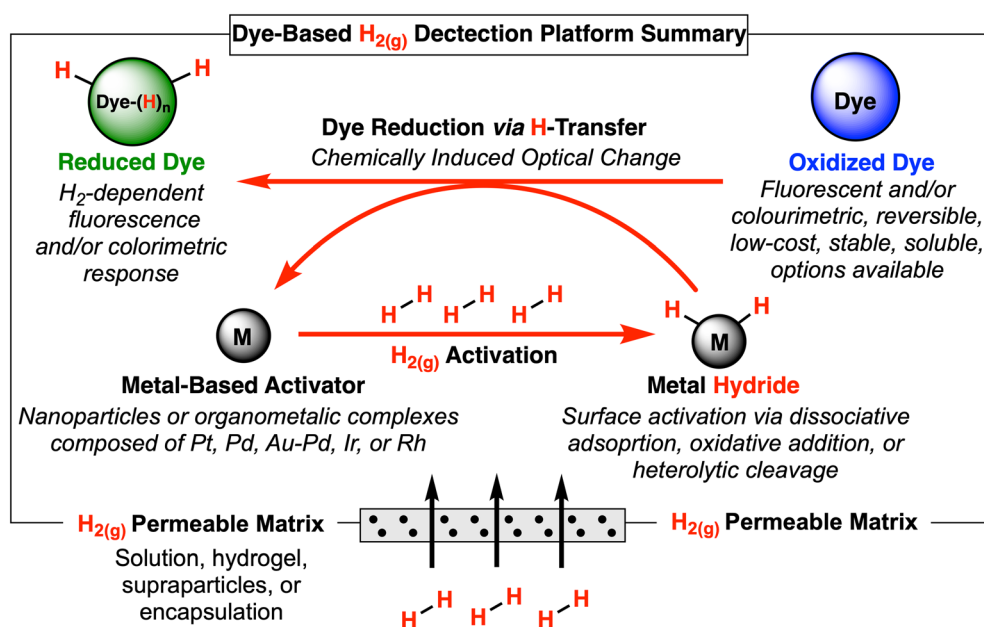 Dye-Based H2(g) Dectection Platform Summary
H
H
Dye-(H)n
Dye
Reduced Dye
H2-dependent
fluorescence
and/or colorimetric
response
Dye Reduction via H-Transfer
Chemically Induced Optical Change
Oxidized Dye
Fluorescent and/or
colourimetric, reversible,
low-cost, stable, soluble,
options available
H H H
H H H
H2(g) Activation
M
Metal-Based Activator
Nanoparticles or organometalic complexes
composed of Pt, Pd, Au-Pd, Ir, or Rh
H H
M
Metal Hydride
Surface activation via dissociative
adsoprtion, oxidative addition, or
heterolytic cleavage
H2(g) Permeable Matrix
Solution, hydrogel,
supraparticles, or
encapsulation
H2(g) Permeable Matrix
H H H
H H H